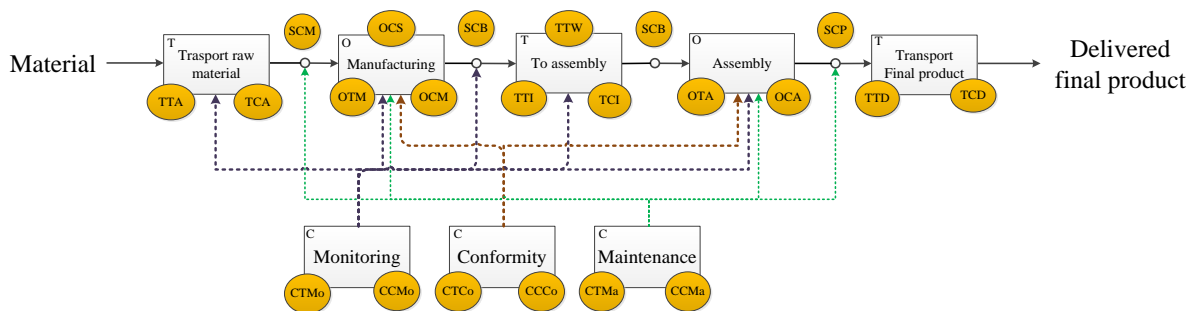 Material
T
Trasport raw
material
TTA
TCA
SCM
O
OCS
Manufacturing
OTM
OCM
SCB
T
TTW
To assembly
TTI
TCI
SCB
O
Assembly
OTA
OCA
SCP
T
Transport
Final product
TTD
TCD
Delivered
final product
C
Monitoring
CTMo
CCMo
C
Conformity
CTCo
CCCo
C
Maintenance
CTMa
CCMa